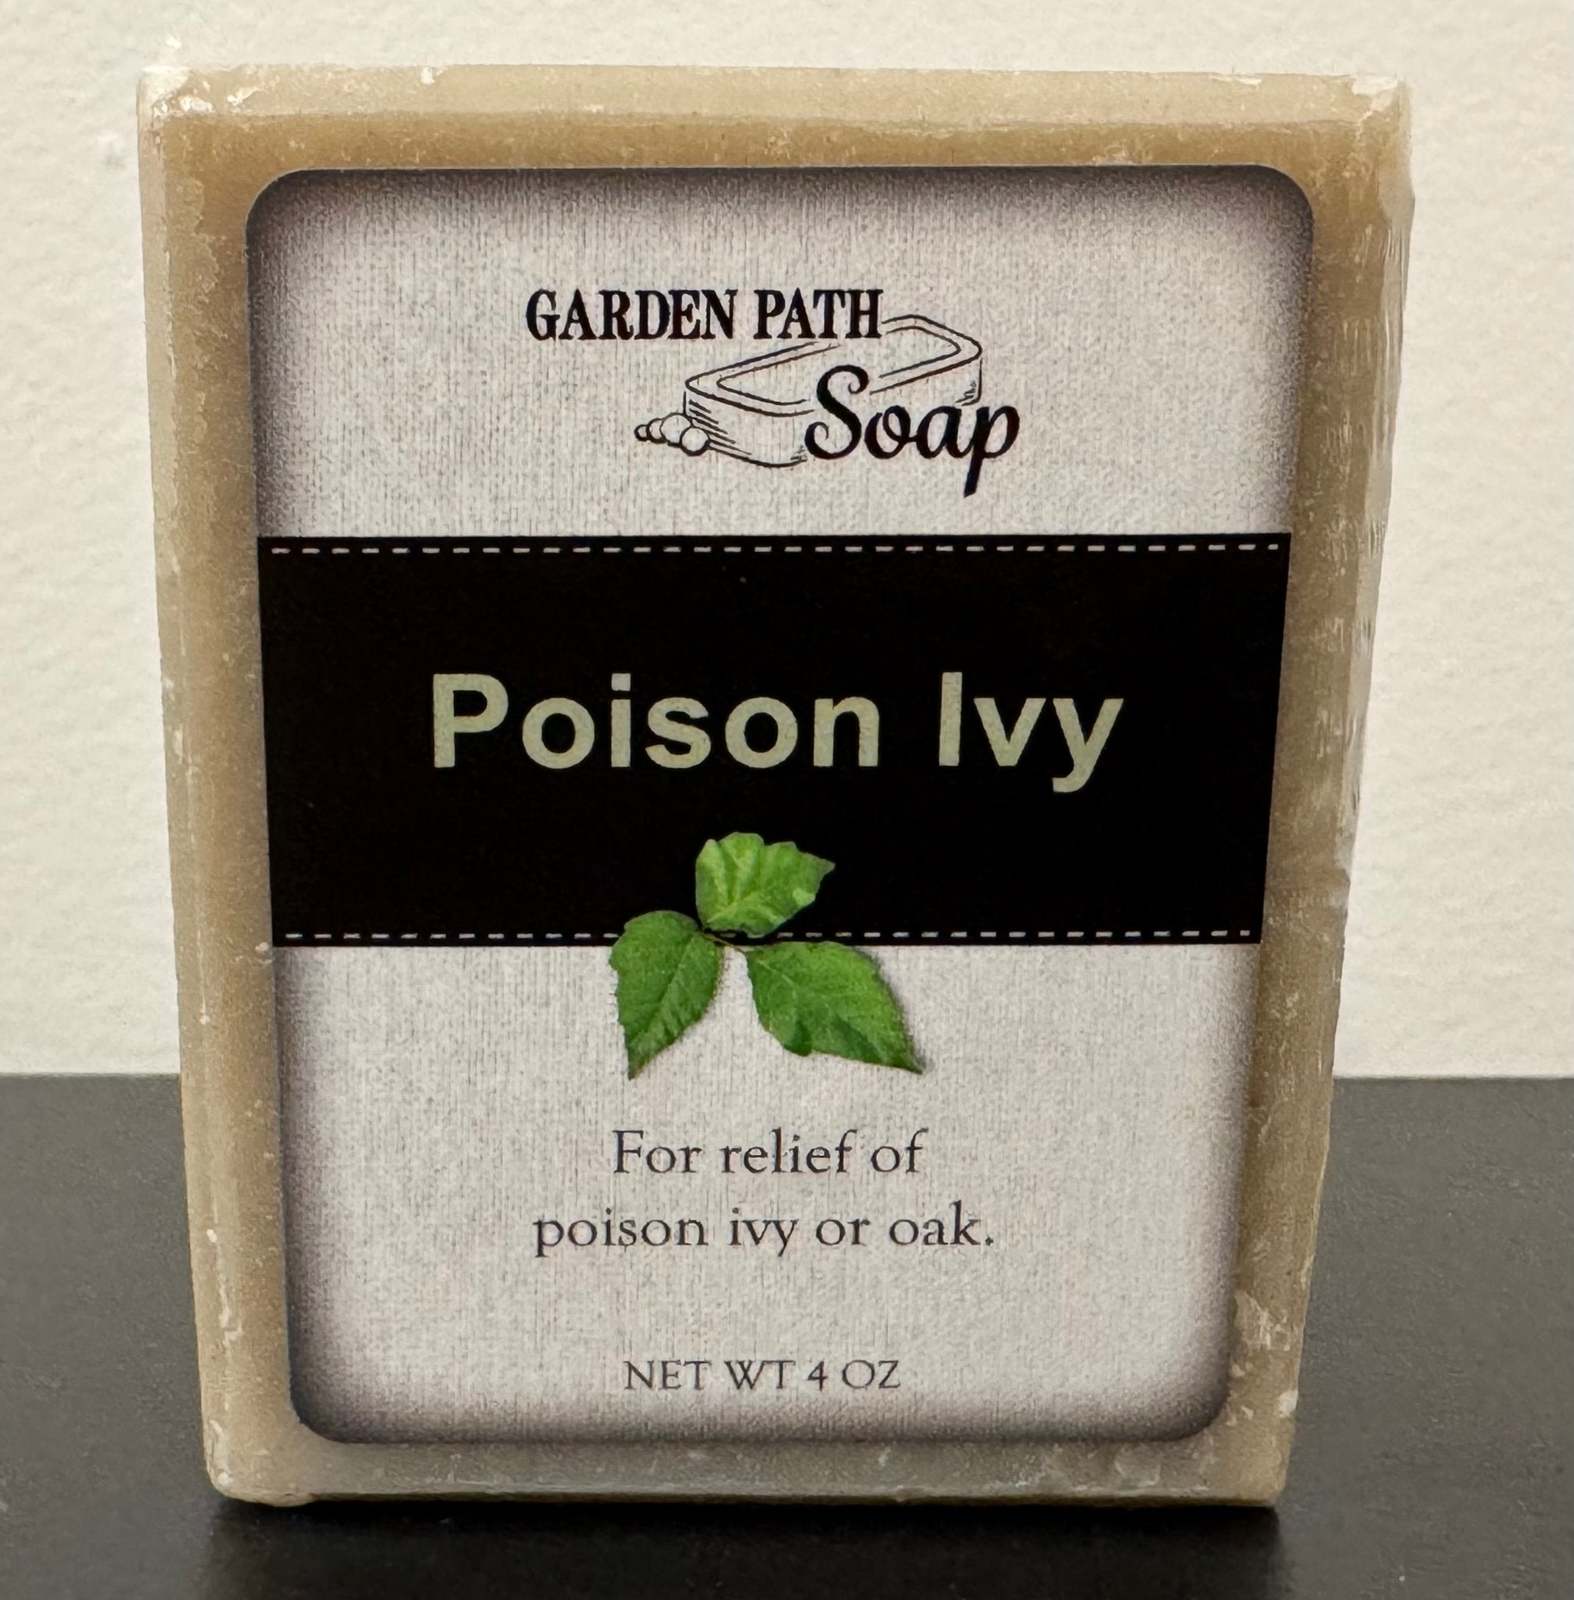 GARDEN PATH
Soap
Poison Ivy
For relief of
poison ivy or oak.
NET WT 4 OZ